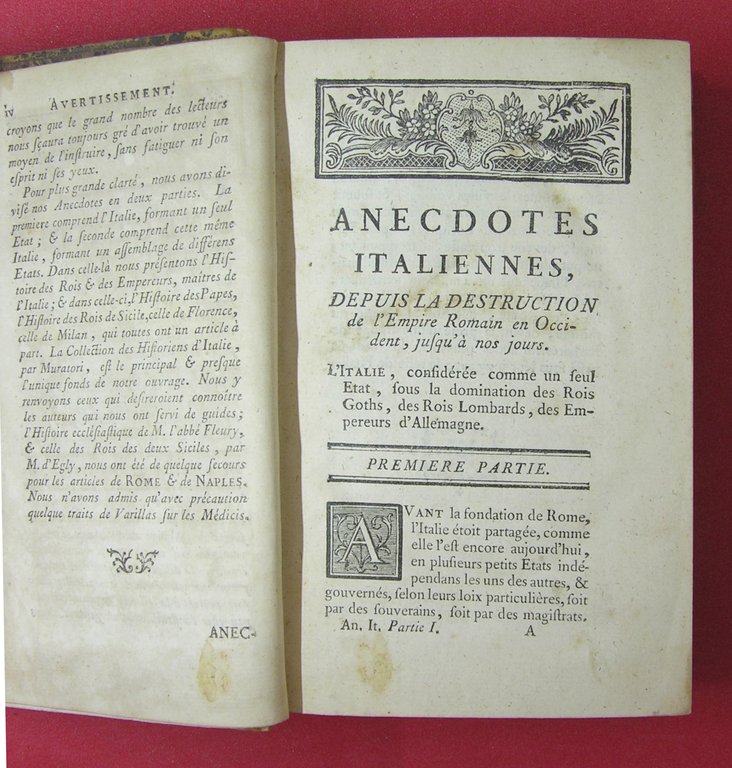 iv AVERTISSEMENT.
croyons que le grand nombre des lecteurs
nous sçaura toujours gré d'avoir trouvé un
moyen de l'instruire, sans fatiguer ni son
esprit ni ses yeux.
Pour plus grande clarté, nous avons di-
visé nos Anecdotes en deux parties. La
premiere comprend l'Italie, formant un seul
Etat ; & la seconde comprend cette même
Italie, formant un assemblage de différens
Etats. Dans celle-là nous présentons l'His-
toire des Rois & des Empereurs, maîtres de
l'Italie ; & dans celle-ci, l'Histoire des Papes,
l'Histoire des Rois de Sicile, celle de Florence,
celle de Milan, qui toutes ont un article à
part. La Collection des Historiens d'Italie,
par Muratori, est le principal & presque
l'unique fonds de notre ouvrage. Nous y
renvoyons ceux qui desireroient connoître
les auteurs qui nous ont servi de guides ;
l'Histoire ecclésiastique de M. l'abbé Fleury,
& celle des Rois des deux Siciles, par
M. d'Egly, nous ont été de quelque secours
pour les articles de ROME & de NAPLES.
Nous n'avons admis qu'avec précaution
quelque traits de Varillas sur les Médicis.
ANEC-
ANECDOTES
ITALIENNES,
DEPUIS LA DESTRUCTION
de l'Empire Romain en Occi-
dent, jusqu'à nos jours.
L'ITALIE, considérée comme un seul
Etat, sous la domination des Rois
Goths, des Rois Lombards, des Em-
pereurs d'Allemagne.
PREMIERE PARTIE.
AVANT la fondation de Rome,
l'Italie étoit partagée, comme
elle l'est encore aujourd'hui,
en plusieurs petits Etats indé-
pendans les uns des autres, &
gouvernés, selon leurs loix particulières, soit
par des souverains, soit par des magistrats.
An. It. Partie I. A